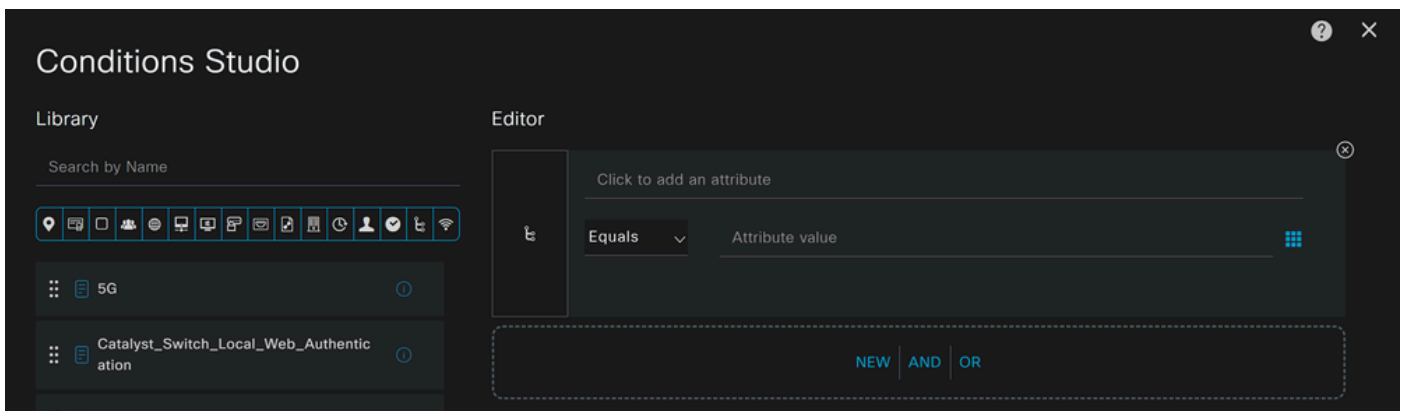 Conditions Studio
Library
Search by Name
5G
Catalyst_Switch_Local_Web_Authentic
ation
Editor
Click to add an attribute
Equals
Attribute value
NEW AND OR